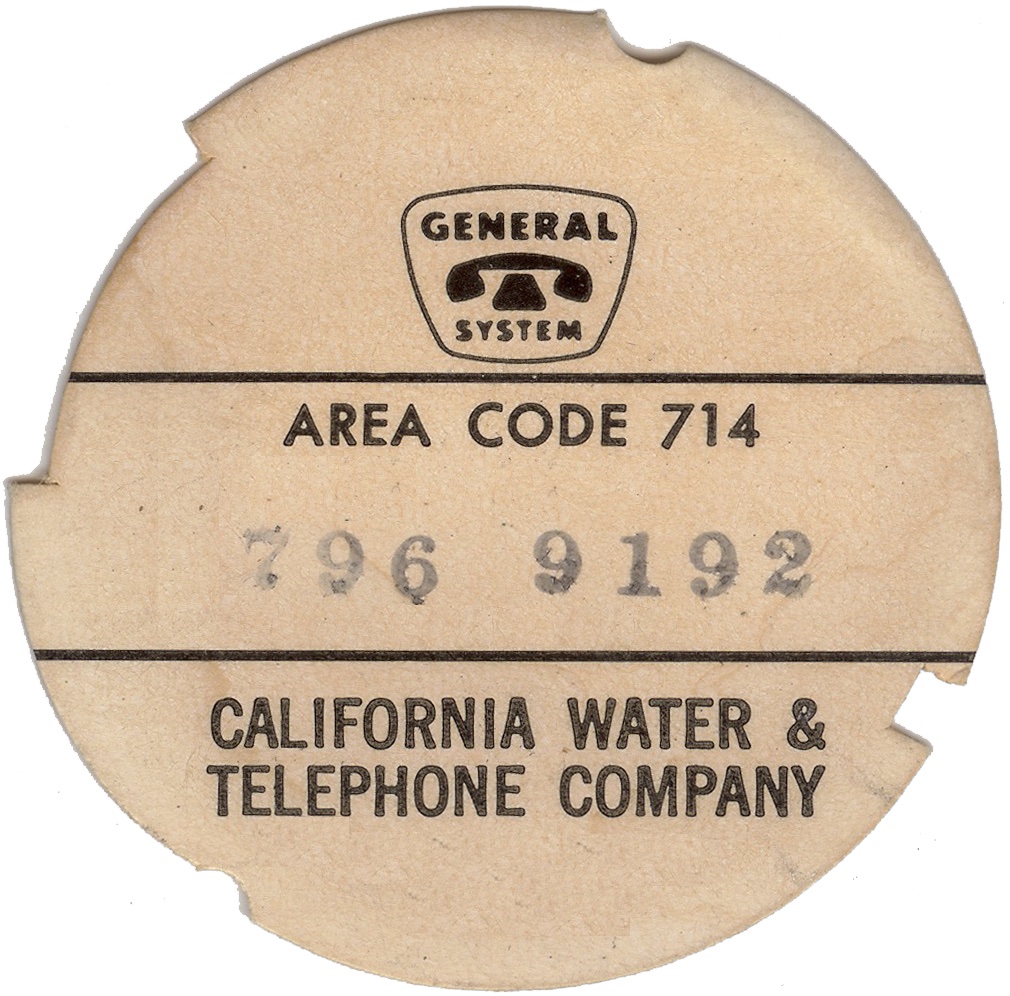 GENERAL
SYSTEM
AREA CODE 714
796 9192
CALIFORNIA WATER &
TELEPHONE COMPANY